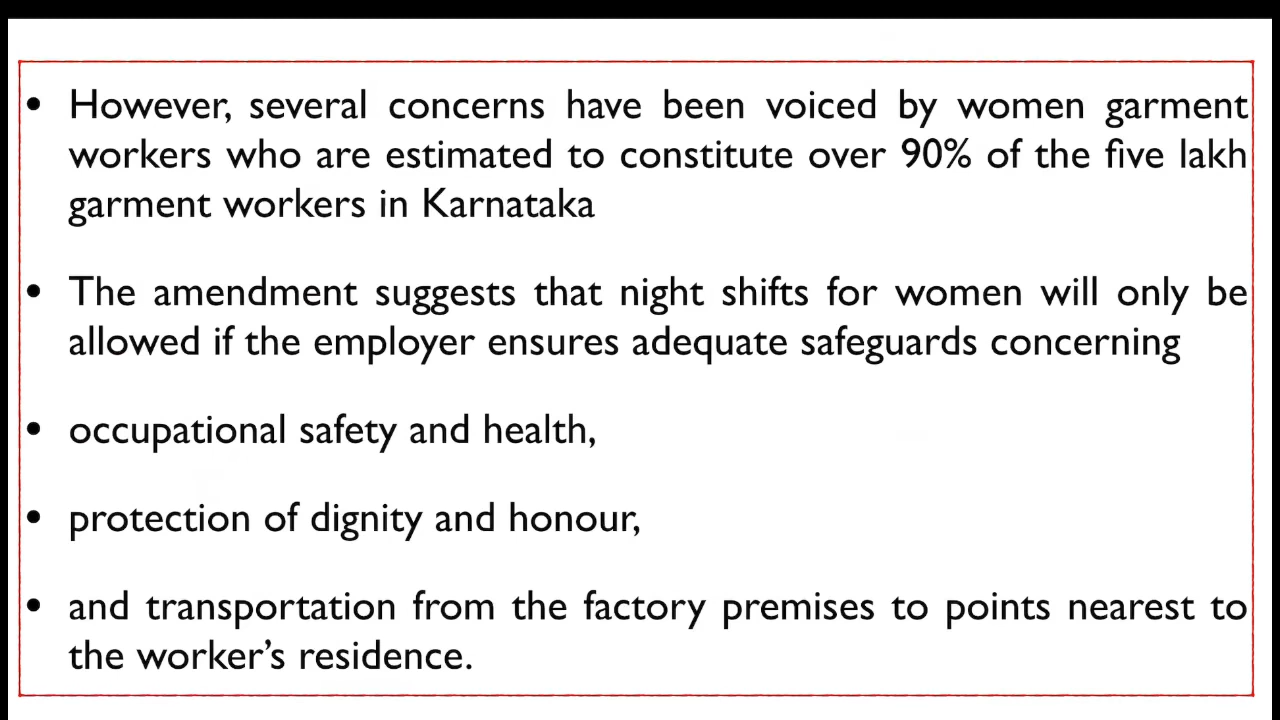 • However, several concerns have been voiced by women garment
workers who are estimated to constitute over 90% of the five lakh
garment workers in Karnataka
• The amendment suggests that night shifts for women will only be
allowed if the employer ensures adequate safeguards concerning
• occupational safety and health,
• protection of dignity and honour,
• and transportation from the factory premises to points nearest to
the worker’s residence.